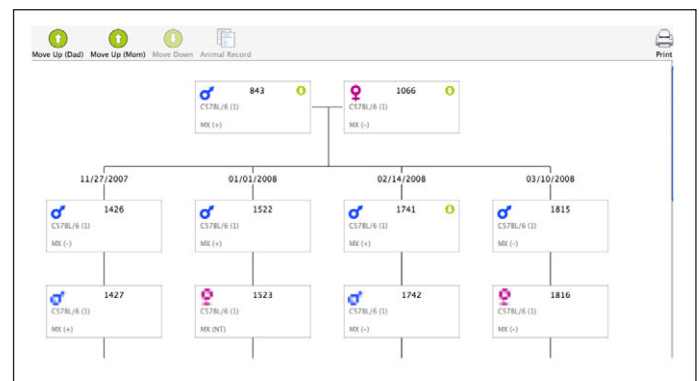 Move Up (Dad) Move Up (Mom) Move Down Animal Record Print
843 1066
C57BL/6 (1) C57BL/6 (1)
MX (+) MX (-)
11/27/2007 01/01/2008 02/14/2008 03/10/2008
1426 1522 1741 1815
C57BL/6 (1) C57BL/6 (1) C57BL/6 (1) C57BL/6 (1)
MX (-) MX (+) MX (+) MX (-)
1427 1523 1742 1816
C57BL/6 (1) C57BL/6 (1) C57BL/6 (1) C57BL/6 (1)
MX (+) MX (NT) MX (-) MX (-)